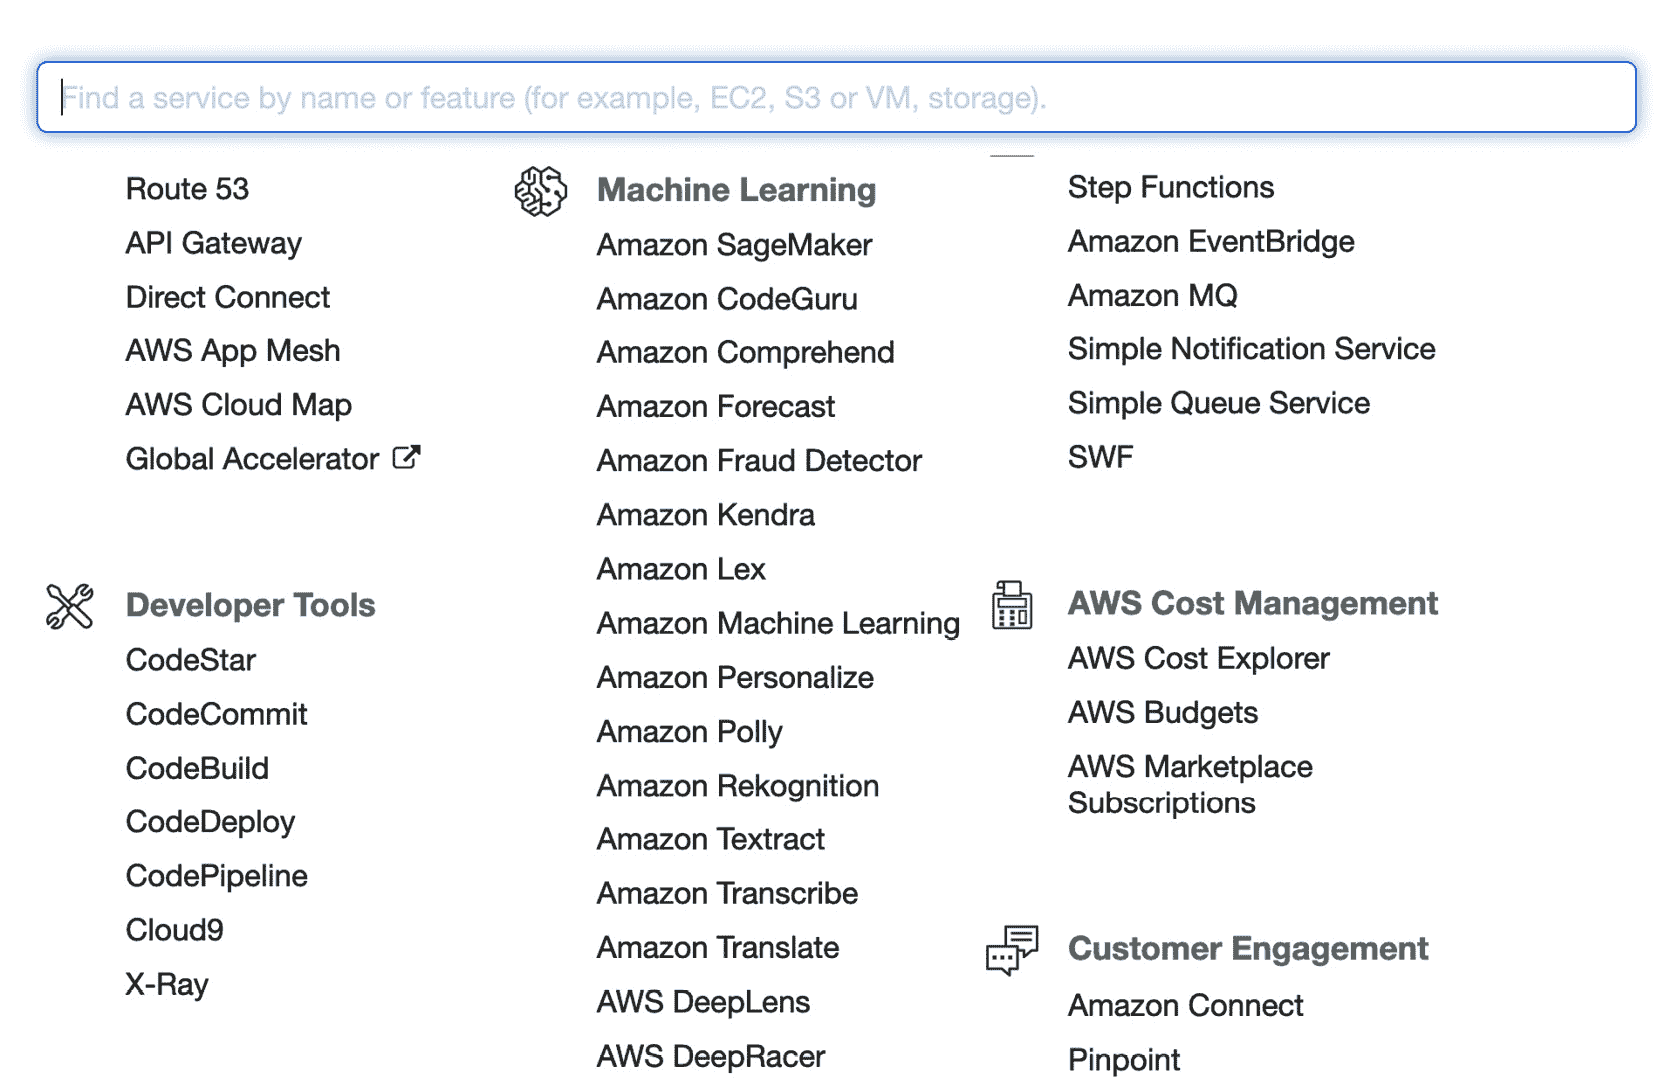 Find a service by name or feature (for example, EC2, S3 or VM, storage).
Route 53
API Gateway
Direct Connect
AWS App Mesh
AWS Cloud Map
Global Accelerator
Developer Tools
CodeStar
CodeCommit
CodeBuild
CodeDeploy
CodePipeline
Cloud9
X-Ray
Machine Learning
Amazon SageMaker
Amazon CodeGuru
Amazon Comprehend
Amazon Forecast
Amazon Fraud Detector
Amazon Kendra
Amazon Lex
Amazon Machine Learning
Amazon Personalize
Amazon Polly
Amazon Rekognition
Amazon Textract
Amazon Transcribe
Amazon Translate
AWS DeepLens
AWS DeepRacer
Step Functions
Amazon EventBridge
Amazon MQ
Simple Notification Service
Simple Queue Service
SWF
AWS Cost Management
AWS Cost Explorer
AWS Budgets
AWS Marketplace
Subscriptions
Customer Engagement
Amazon Connect
Pinpoint